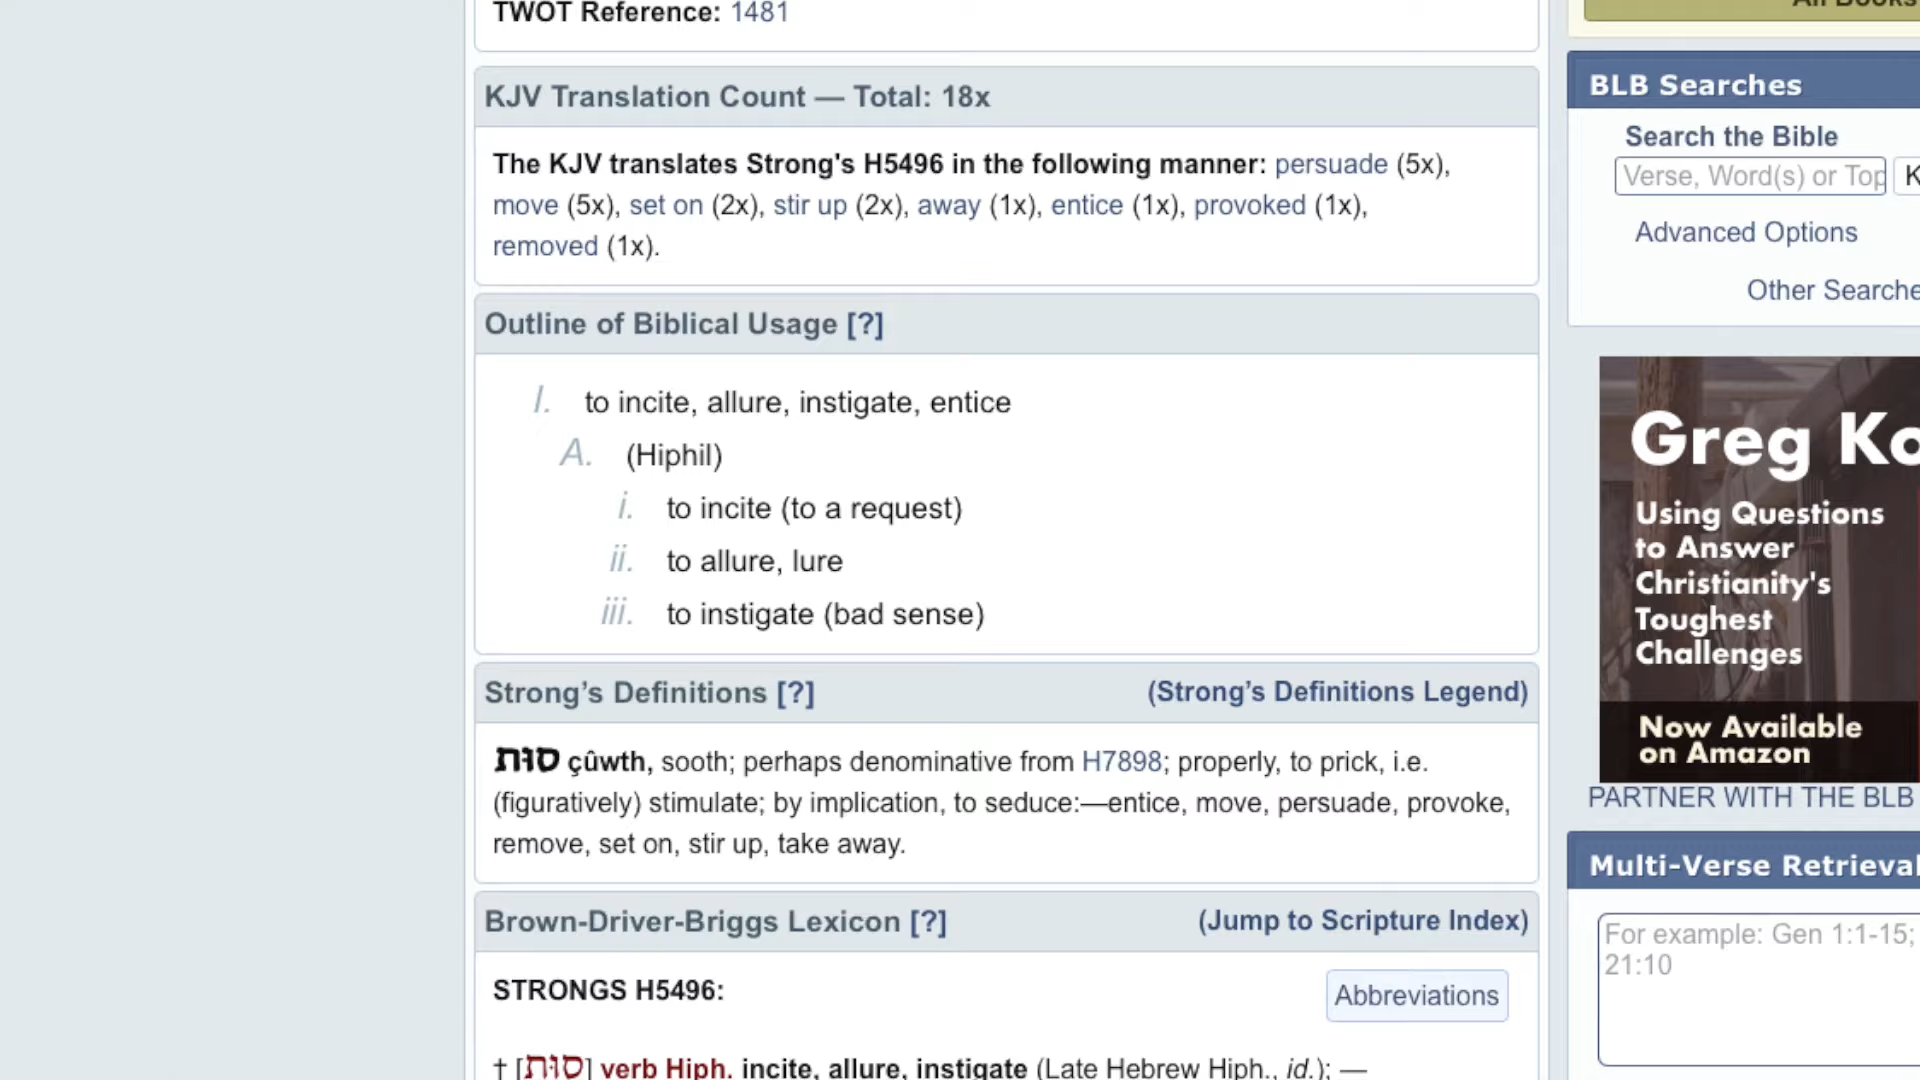 TWOT Reference: 1481
KJV Translation Count — Total: 18x
The KJV translates Strong's H5496 in the following manner: persuade (5x),
move (5x), set on (2x), stir up (2x), away (1x), entice (1x), provoked (1x),
removed (1x).
Outline of Biblical Usage [?]
I. to incite, allure, instigate, entice
A. (Hiphil)
i. to incite (to a request)
ii. to allure, lure
iii. to instigate (bad sense)
Strong’s Definitions [?] (Strong’s Definitions Legend)
סוּת çûwth, sooth; perhaps denominative from H7898; properly, to prick, i.e.
(figuratively) stimulate; by implication, to seduce:—entice, move, persuade, provoke,
remove, set on, stir up, take away.
Brown-Driver-Briggs Lexicon [?] (Jump to Scripture Index)
STRONGS H5496:
Abbreviations
† [סוּת] verb Hiph. incite, allure, instigate (Late Hebrew Hiph., id.); —
All Books
BLB Searches
Search the Bible
Verse, Word(s) or Top
K
Advanced Options
Other Searche
Greg Ko
Using Questions
to Answer
Christianity's
Toughest
Challenges
Now Available
on Amazon
PARTNER WITH THE BLB
Multi-Verse Retrieval
For example: Gen 1:1-15;
21:10